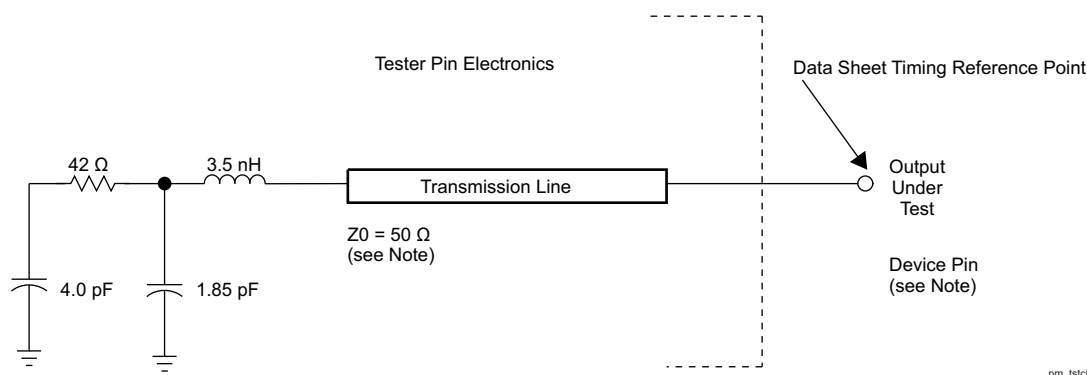 Tester Pin Electronics
Data Sheet Timing Reference Point
42 Ω
3.5 nH
Transmission Line
Output
Under
Test
Z0 = 50 Ω
(see Note)
4.0 pF
1.85 pF
Device Pin
(see Note)